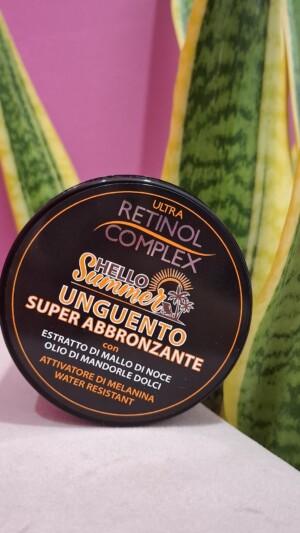 ULTRA
RETINOL
COMPLEX
HELLO
Summer
UNGUENTO
SUPER ABBRONZANTE
con
ESTRATTO DI MALLO DI NOCE
OLIO DI MANDORLE DOLCI
ATTIVATORE DI MELANINA
WATER RESISTANT